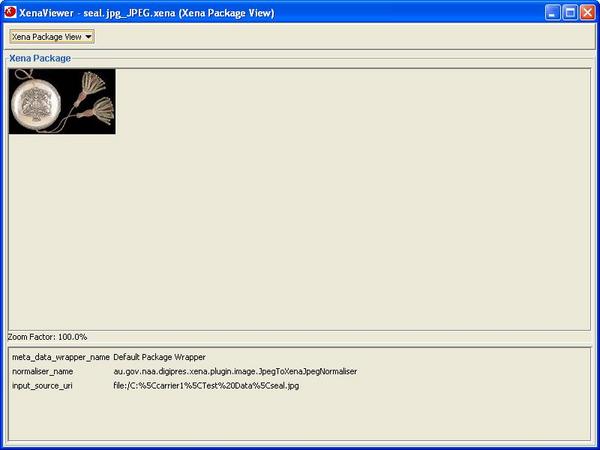 XenaViewer - seal.jpg_JPEG.xena (Xena Package View)
Xena Package View
Xena Package
Zoom Factor: 100.0%
meta_data_wrapper_name Default Package Wrapper
normaliser_name au.gov.naa.digipres.xena.plugin.image.JpegToXenaJpegNormaliser
input_source_uri file:/C:%5Ccarrier1%5CTest%20Data%5Cseal.jpg